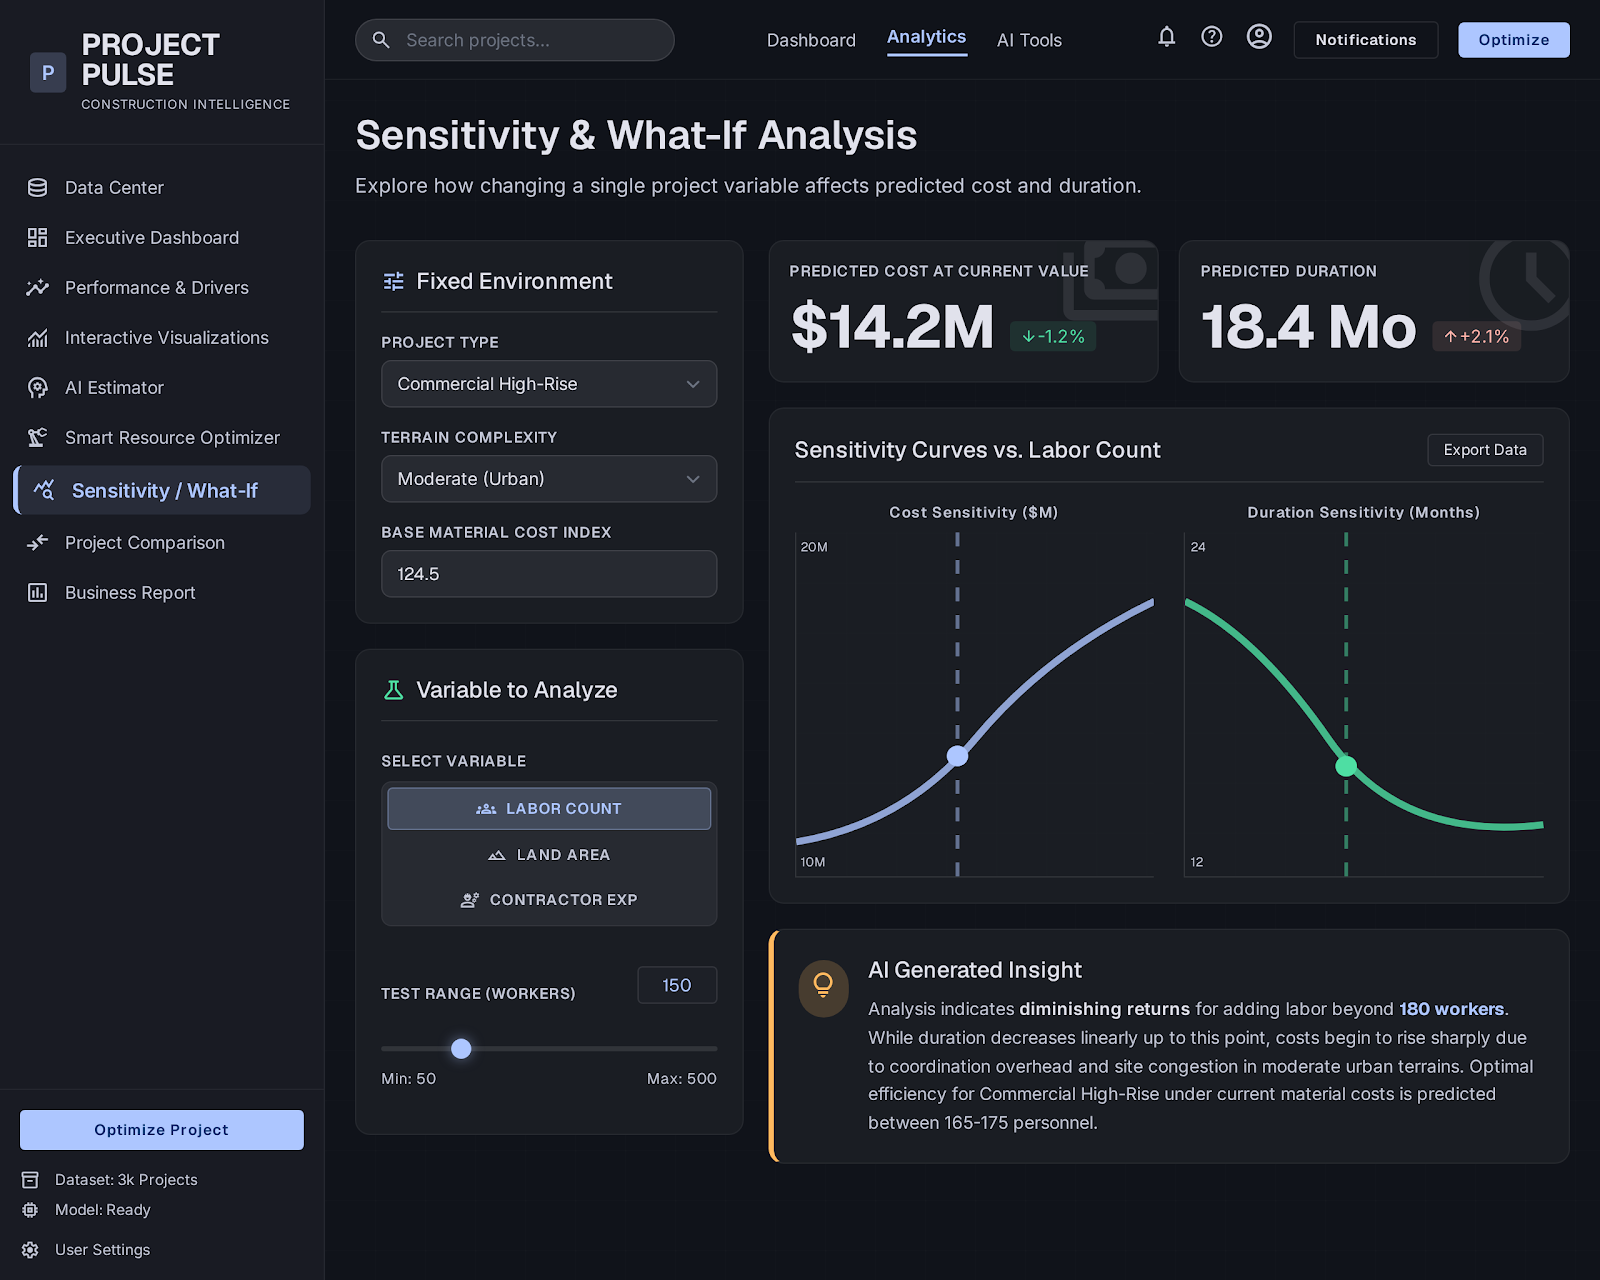 P
PROJECT
PULSE
CONSTRUCTION INTELLIGENCE
Data Center
Executive Dashboard
Performance & Drivers
Interactive Visualizations
AI Estimator
Smart Resource Optimizer
Sensitivity / What-If
Project Comparison
Business Report
Optimize Project
Dataset: 3k Projects
Model: Ready
User Settings
Search projects...
Dashboard
Analytics
AI Tools
Notifications
Optimize
Sensitivity & What-If Analysis
Explore how changing a single project variable affects predicted cost and duration.
Fixed Environment
PROJECT TYPE
Commercial High-Rise
TERRAIN COMPLEXITY
Moderate (Urban)
BASE MATERIAL COST INDEX
124.5
Variable to Analyze
SELECT VARIABLE
LABOR COUNT
LAND AREA
CONTRACTOR EXP
TEST RANGE (WORKERS)
150
Min: 50
Max: 500
PREDICTED COST AT CURRENT VALUE
$14.2M
↓-1.2%
PREDICTED DURATION
18.4 Mo
↑+2.1%
Sensitivity Curves vs. Labor Count
Export Data
Cost Sensitivity ($M)
20M
10M
Duration Sensitivity (Months)
24
12
AI Generated Insight
Analysis indicates diminishing returns for adding labor beyond 180 workers.
While duration decreases linearly up to this point, costs begin to rise sharply due
to coordination overhead and site congestion in moderate urban terrains. Optimal
efficiency for Commercial High-Rise under current material costs is predicted
between 165-175 personnel.